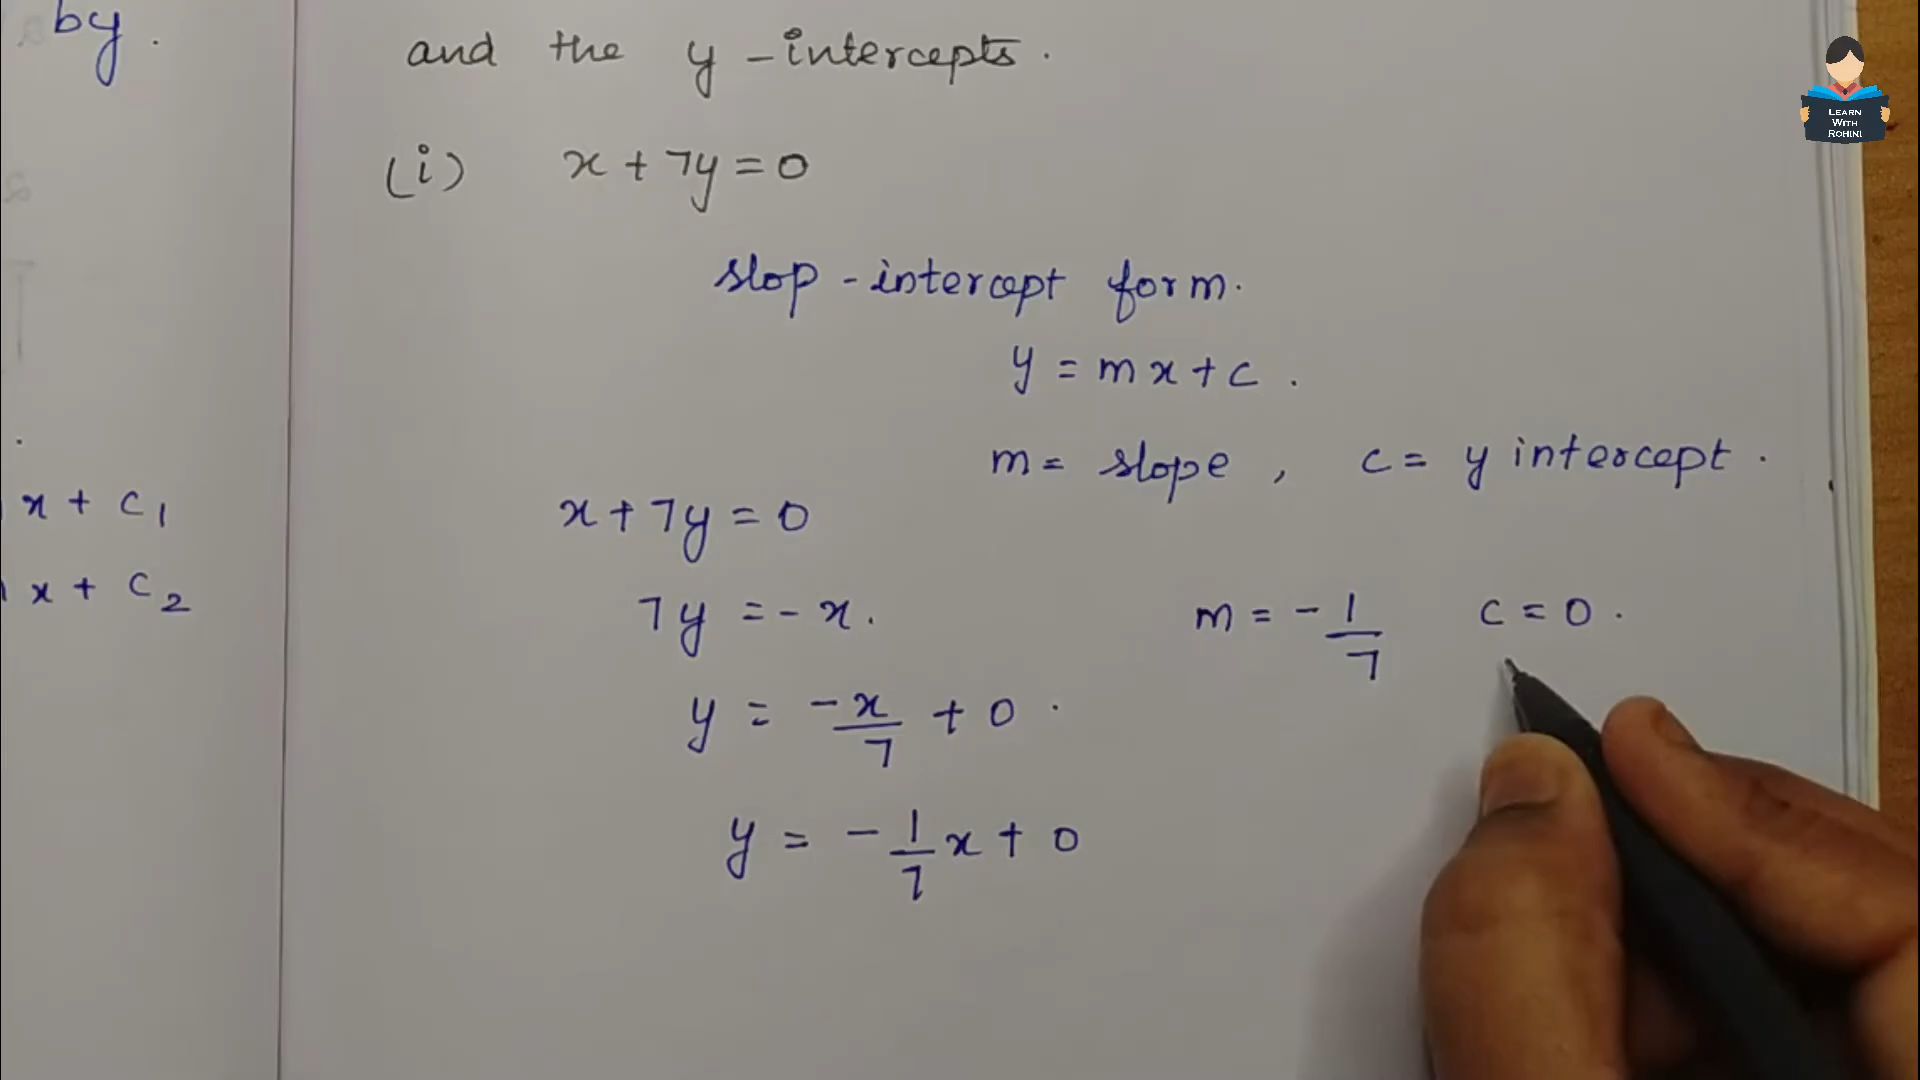 by.
x + c1
x + c2
and the y-intercepts.
(i) x + 7y = 0
slop-intercept form.
y = mx + c.
m = slope, c = y intercept.
x + 7y = 0
7y = -x.
m = -1/7 c = 0.
y = -x/7 + 0.
y = -1/7 x + 0
LEARN
WITH
ROHINI